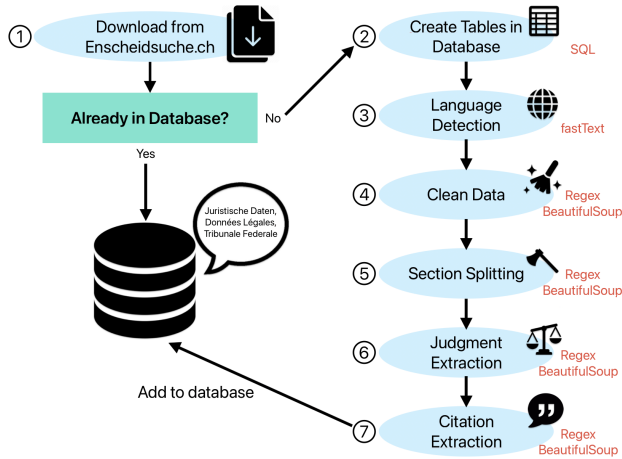 1
Download from
Enscheidsuche.ch
Already in Database?
No
Yes
Juristische Daten,
Données Légales,
Tribunale Federale
2
Create Tables in
Database
SQL
3
Language
Detection
fastText
4
Clean Data
Regex
BeautifulSoup
5
Section Splitting
Regex
BeautifulSoup
6
Judgment
Extraction
Regex
BeautifulSoup
7
Citation
Extraction
Regex
BeautifulSoup
Add to database